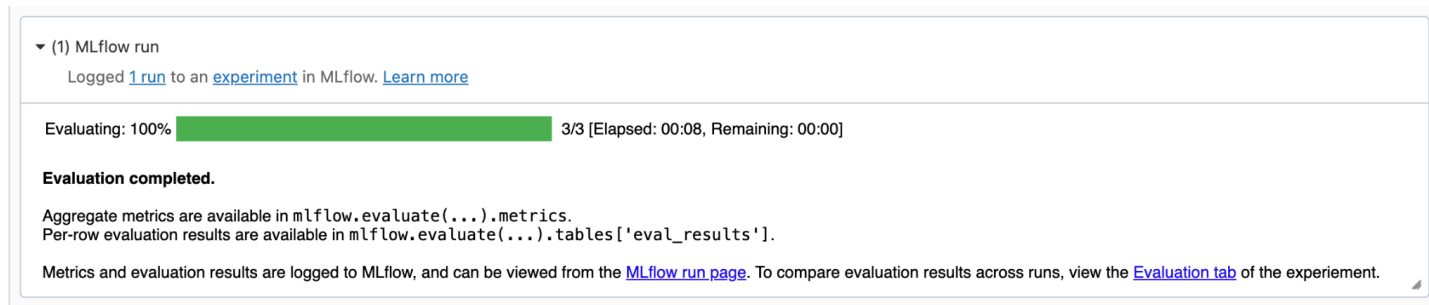 (1) MLflow run
Logged 1 run to an experiment in MLflow. Learn more
Evaluating: 100% 3/3 [Elapsed: 00:08, Remaining: 00:00]
Evaluation completed.
Aggregate metrics are available in mlflow.evaluate(...).metrics.
Per-row evaluation results are available in mlflow.evaluate(...).tables['eval_results'].
Metrics and evaluation results are logged to MLflow, and can be viewed from the MLflow run page. To compare evaluation results across runs, view the Evaluation tab of the experiement.